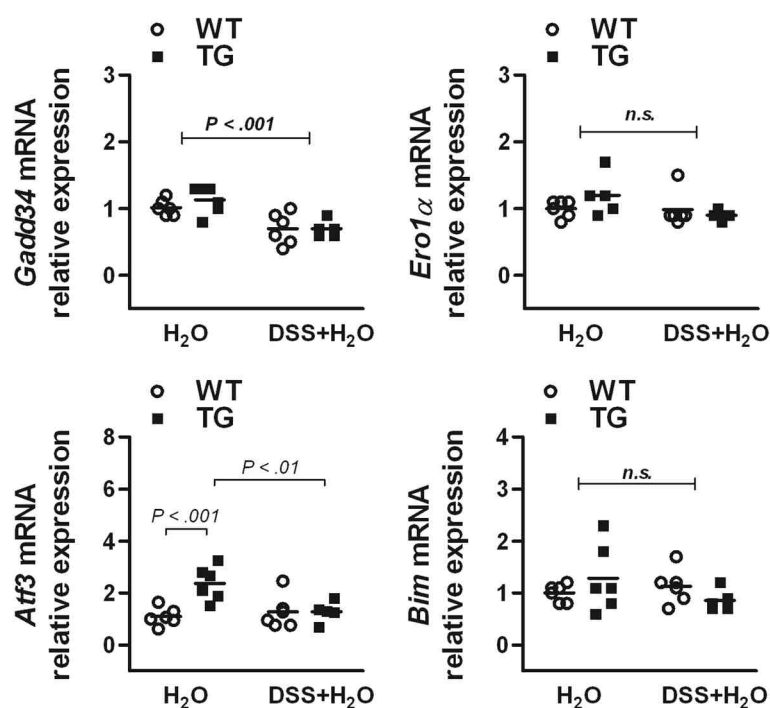 WT
TG
Gadd34 mRNA
relative expression
3
2
1
0
P < .001
H₂O
DSS+H₂O
WT
TG
Ero1α mRNA
relative expression
3
2
1
0
n.s.
H₂O
DSS+H₂O
WT
TG
Atf3 mRNA
relative expression
8
6
4
2
0
P < .01
P < .001
H₂O
DSS+H₂O
WT
TG
Bim mRNA
relative expression
4
3
2
1
0
n.s.
H₂O
DSS+H₂O